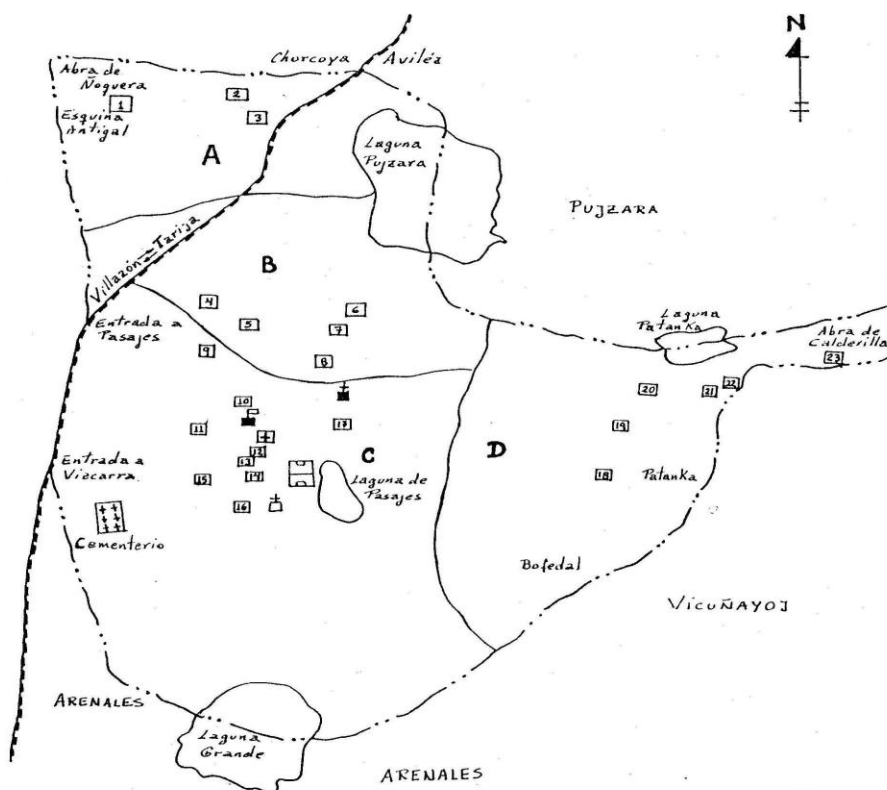 N
Churcoya
Avilés
Abra de
Ñoguera
1
2
3
Esquina
Antigal
A
Laguna
Pujzara
PUJZARA
Villazón
Tarija
B
4
5
6
7
8
9
Entrada a
Pasajes
Laguna
Patanka
Abra de
Calderilla
23
22
21
20
19
18
10
11
12
13
14
15
16
17
C
D
Entrada a
Viscarra
Laguna de
Pasajes
Patanka
Cementerio
Bofedal
VICUÑAYOJ
ARENALES
Laguna
Grande
ARENALES